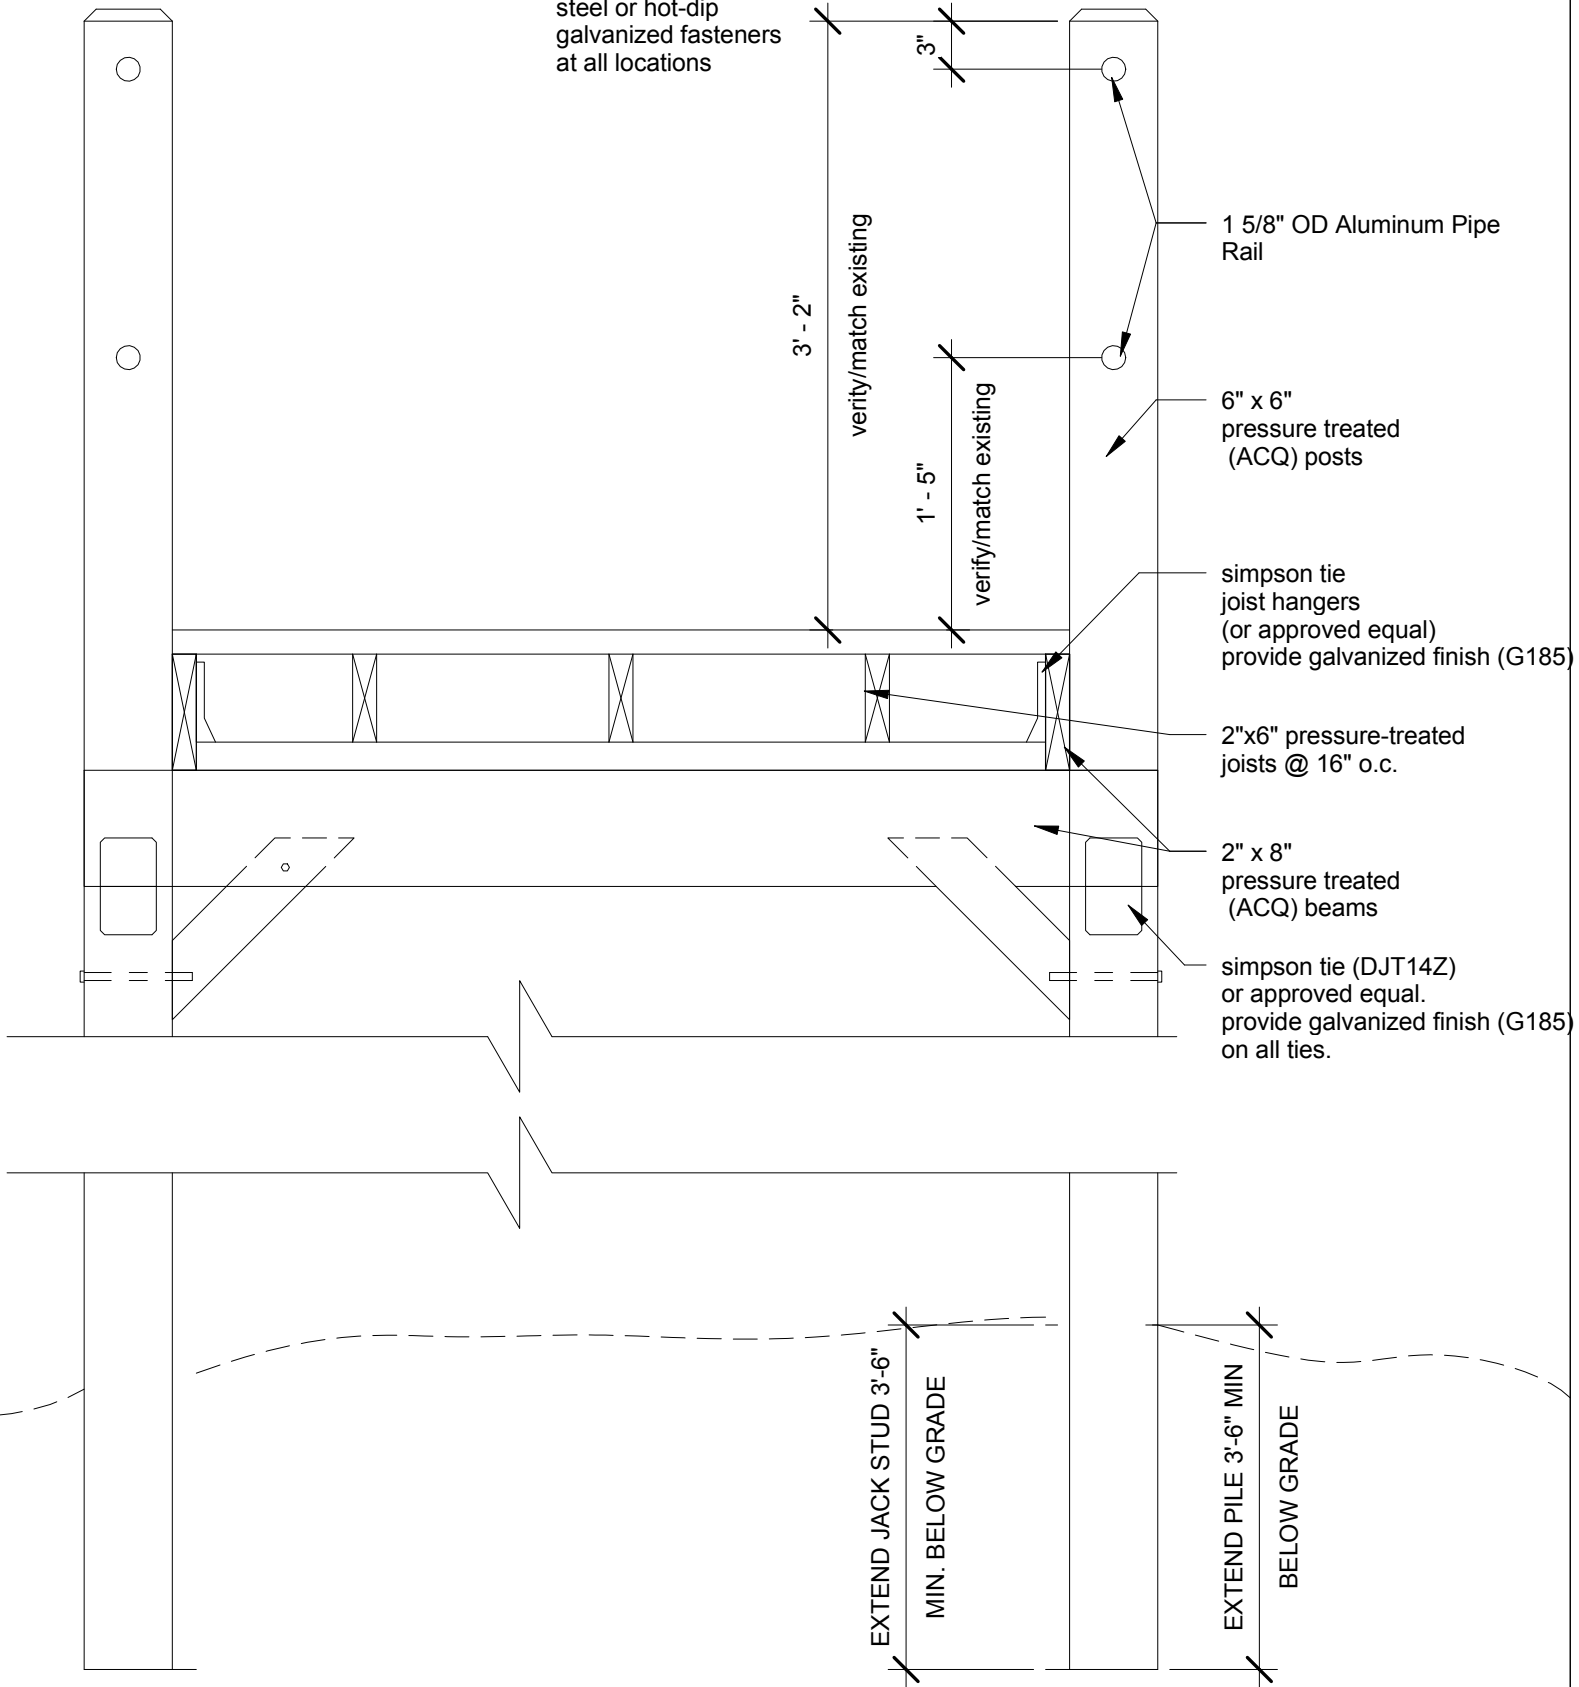 steel or hot-dip
galvanized fasteners
at all locations
3"
3' - 2"
verity/match existing
1' - 5"
verify/match existing
1 5/8" OD Aluminum Pipe
Rail
6" x 6"
pressure treated
(ACQ) posts
simpson tie
joist hangers
(or approved equal)
provide galvanized finish (G185)
2"x6" pressure-treated
joists @ 16" o.c.
2" x 8"
pressure treated
(ACQ) beams
simpson tie (DJT14Z)
or approved equal.
provide galvanized finish (G185)
on all ties.
EXTEND JACK STUD 3'-6"
MIN. BELOW GRADE
EXTEND PILE 3'-6" MIN
BELOW GRADE